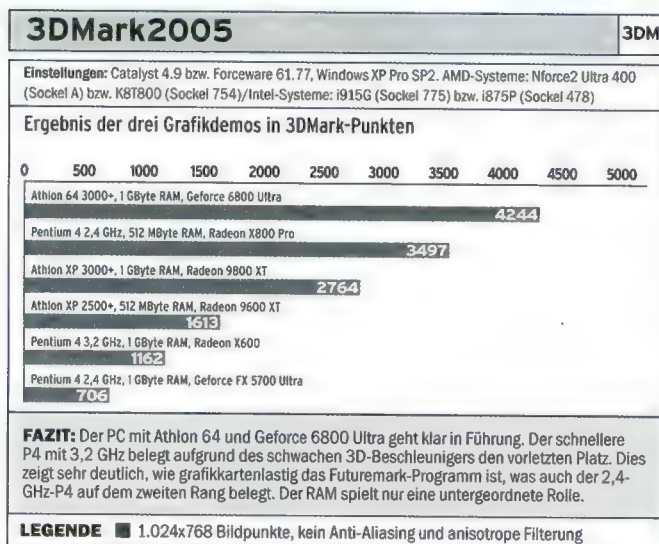 3DMark2005
3DM
Einstellungen: Catalyst 4.9 bzw. Forceware 61.77, Windows XP Pro SP2. AMD-Systeme: Nforce2 Ultra 400
(Sockel A) bzw. K8T800 (Sockel 754)/Intel-Systeme: i915G (Sockel 775) bzw. i875P (Sockel 478)
Ergebnis der drei Grafikdemos in 3DMark-Punkten
0 500 1000 1500 2000 2500 3000 3500 4000 4500 5000
Athlon 64 3000+, 1 GByte RAM, Geforce 6800 Ultra
4244
Pentium 4 2,4 GHz, 512 MByte RAM, Radeon X800 Pro
3497
Athlon XP 3000+, 1 GByte RAM, Radeon 9800 XT
2764
Athlon XP 2500+, 512 MByte RAM, Radeon 9600 XT
1613
Pentium 4 3,2 GHz, 1 GByte RAM, Radeon X600
1162
Pentium 4 2,4 GHz, 1 GByte RAM, Geforce FX 5700 Ultra
706
FAZIT: Der PC mit Athlon 64 und Geforce 6800 Ultra geht klar in Führung. Der schnellere
P4 mit 3,2 GHz belegt aufgrund des schwachen 3D-Beschleunigers den vorletzten Platz. Dies
zeigt sehr deutlich, wie grafikkartenlastig das Futuremark-Programm ist, was auch der 2,4-
GHz-P4 auf dem zweiten Rang belegt. Der RAM spielt nur eine untergeordnete Rolle.
LEGENDE 1.024x768 Bildpunkte, kein Anti-Aliasing und anisotrope Filterung